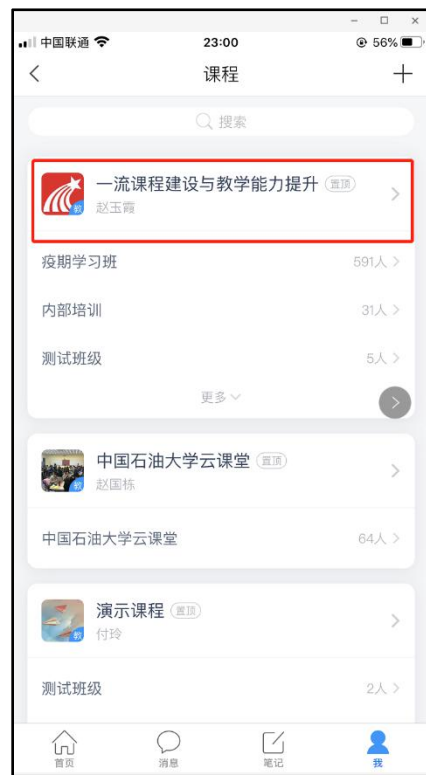 中国联通 23:00 56%
课程
搜索
一流课程建设与教学能力提升 置顶
教 赵玉霞
疫期学习班 591人
内部培训 31人
测试班级 5人
更多
中国石油大学云课堂 置顶
教 赵国栋
中国石油大学云课堂 64人
演示课程 置顶
教 付玲
测试班级 2人
首页 消息 笔记 我